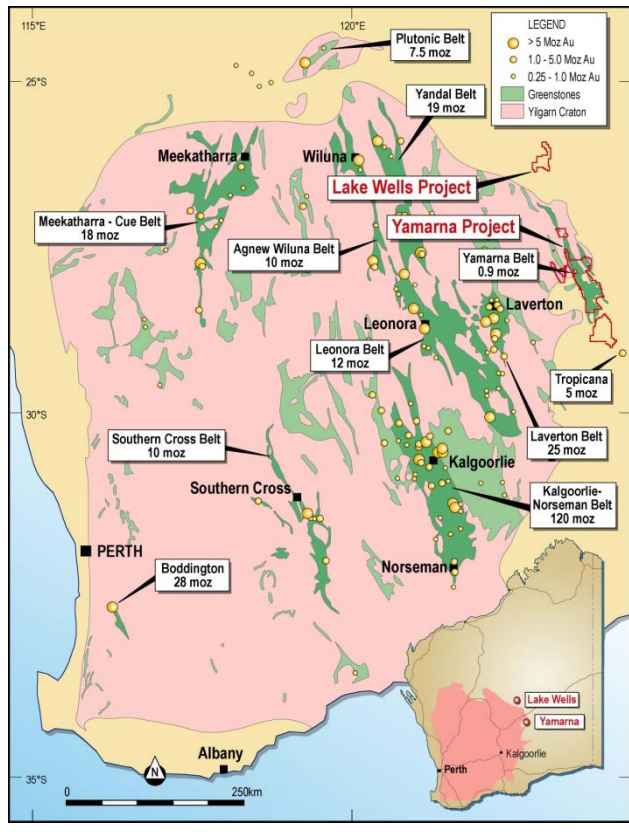 115°E
120°E
25°S
Plutonic Belt
7.5 moz
LEGEND
> 5 Moz Au
1.0 - 5.0 Moz Au
0.25 - 1.0 Moz Au
Greenstones
Yilgarn Craton
Yandal Belt
19 moz
Meekatharra
Wiluna
Lake Wells Project
Yamarna Project
Meekatharra - Cue Belt
18 moz
Agnew Wiluna Belt
10 moz
Yamarna Belt
0.9 moz
Laverton
Leonora
Leonora Belt
12 moz
Tropicana
5 moz
30°S
Laverton Belt
25 moz
Southern Cross Belt
10 moz
Kalgoorlie
Southern Cross
Kalgoorlie-
Norseman Belt
120 moz
PERTH
Norseman
Boddington
28 moz
Lake Wells
Yamarna
Kalgoorlie
Perth
Albany
N
35°S
0
250km